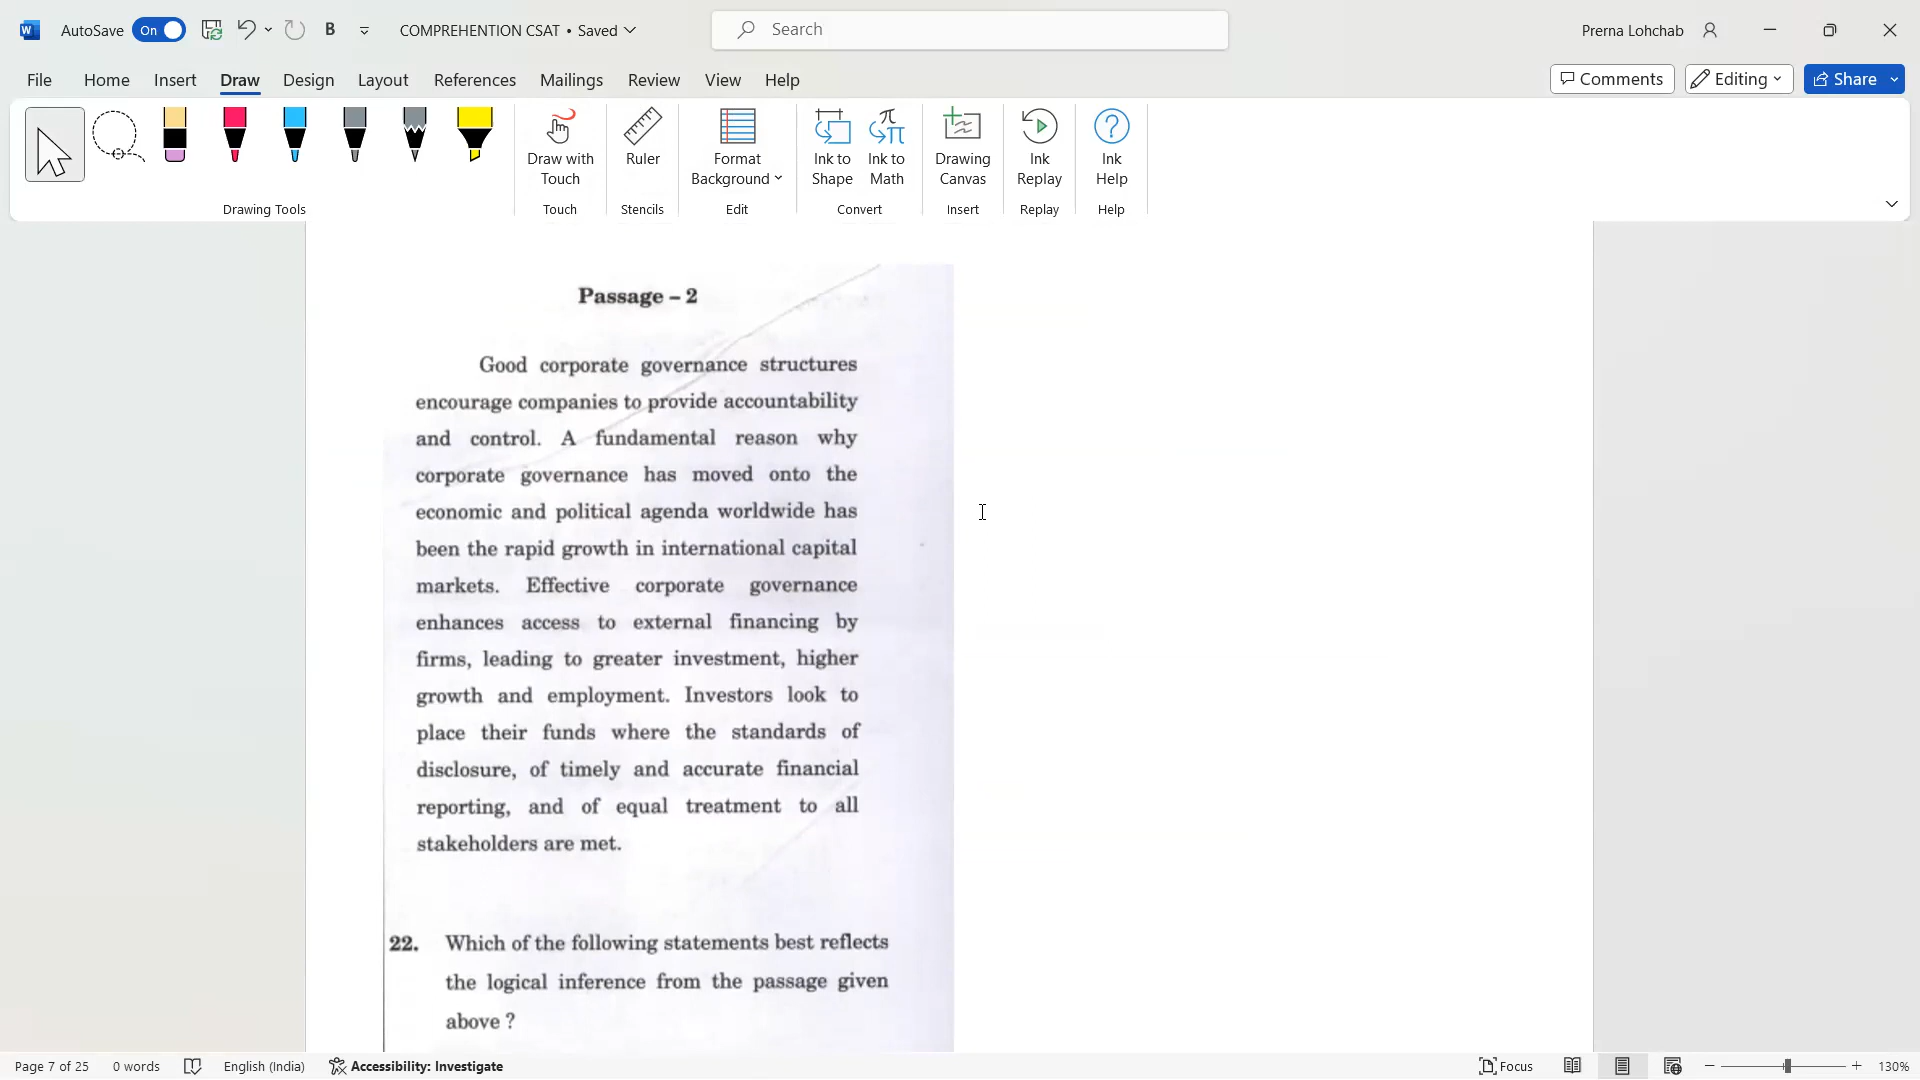 AutoSave On B COMPREHENTION CSAT • Saved Search Prerna Lohchab
File Home Insert Draw Design Layout References Mailings Review View Help Comments Editing Share
Draw with Touch
Ruler
Format Background
Ink to Shape
Ink to Math
Drawing Canvas
Ink Replay
Ink Help
Drawing Tools Touch Stencils Edit Convert Insert Replay Help
Passage – 2
Good corporate governance structures
encourage companies to provide accountability
and control. A fundamental reason why
corporate governance has moved onto the
economic and political agenda worldwide has
been the rapid growth in international capital
markets. Effective corporate governance
enhances access to external financing by
firms, leading to greater investment, higher
growth and employment. Investors look to
place their funds where the standards of
disclosure, of timely and accurate financial
reporting, and of equal treatment to all
stakeholders are met.
22. Which of the following statements best reflects
the logical inference from the passage given
above ?
Page 7 of 25 0 words English (India) Accessibility: Investigate Focus 130%